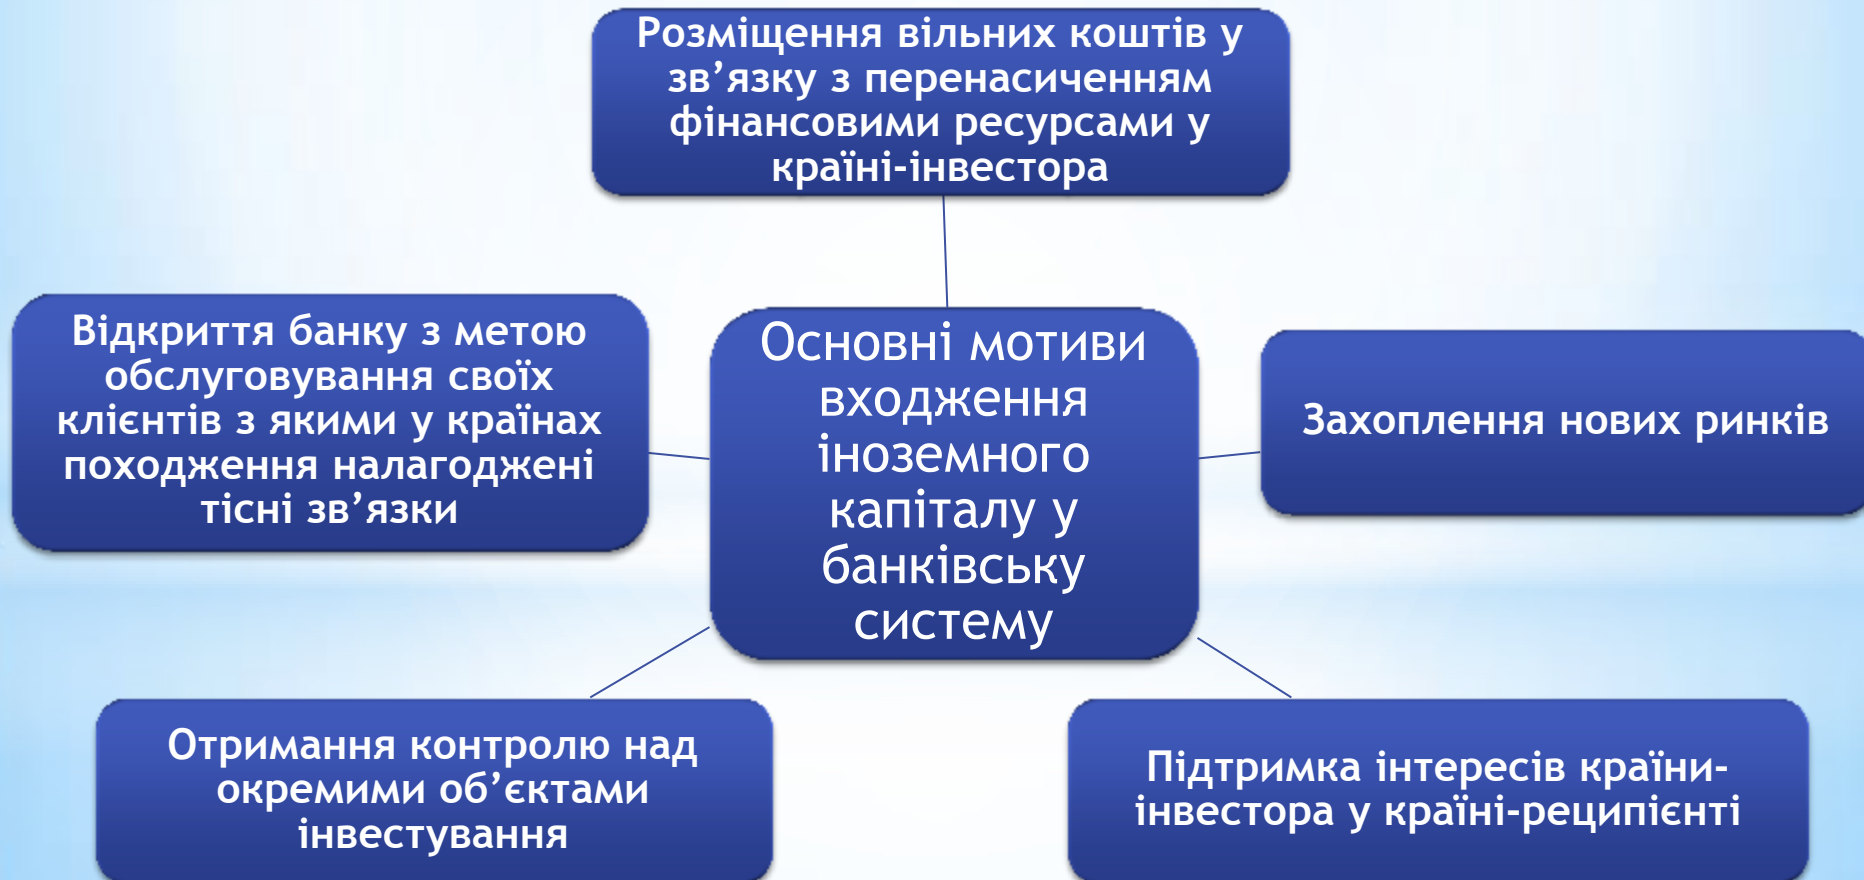 Розміщення вільних коштів у
зв’язку з перенасиченням
фінансовими ресурсами у
країні-інвестора
Відкриття банку з метою
обслуговування своїх
клієнтів з якими у країнах
походження налагоджені
тісні зв’язки
Основні мотиви
входження
іноземного
капіталу у
банківську
систему
Захоплення нових ринків
Отримання контролю над
окремими об’єктами
інвестування
Підтримка інтересів країни-
інвестора у країні-реципієнті